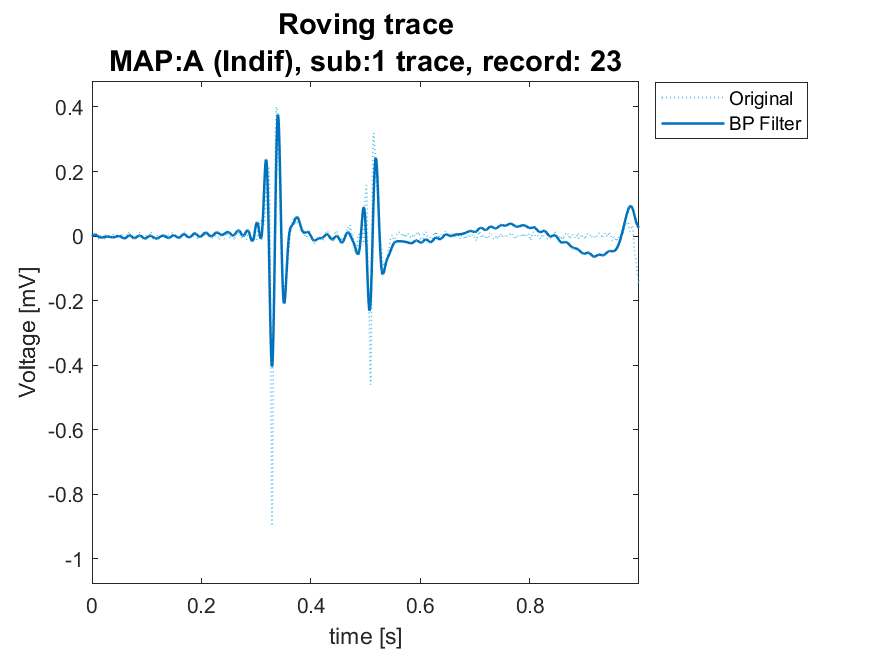 Roving trace
MAP:A (Indif), sub:1 trace, record: 23
Original
BP Filter
0.4
0.2
0
-0.2
-0.4
-0.6
-0.8
-1
Voltage [mV]
0 0.2 0.4 0.6 0.8
time [s]